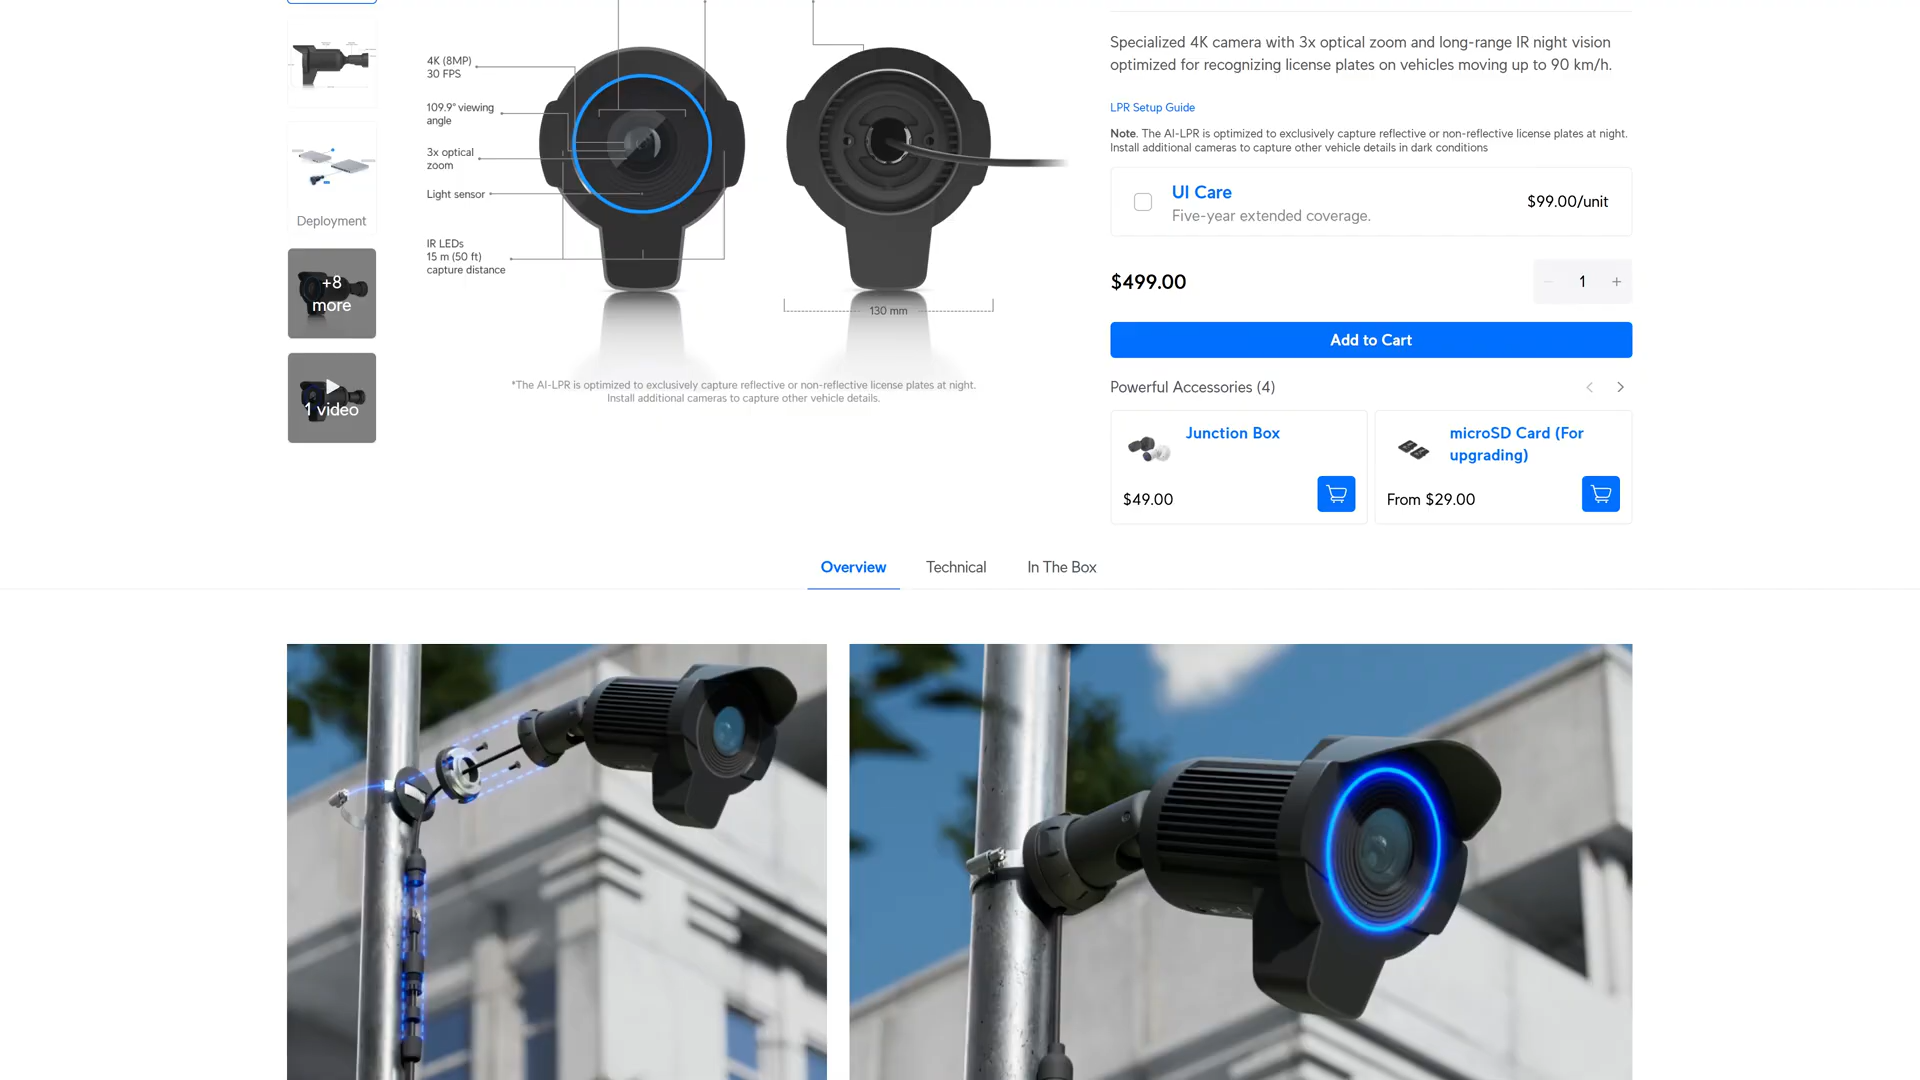 4K (8MP)
30 FPS
109.9° viewing
angle
3x optical
zoom
Light sensor
IR LEDs
15 m (50 ft)
capture distance
130 mm
*The AI-LPR is optimized to exclusively capture reflective or non-reflective license plates at night.
Install additional cameras to capture other vehicle details.
Deployment
+8
more
1 video
Specialized 4K camera with 3x optical zoom and long-range IR night vision
optimized for recognizing license plates on vehicles moving up to 90 km/h.
LPR Setup Guide
Note. The AI-LPR is optimized to exclusively capture reflective or non-reflective license plates at night.
Install additional cameras to capture other vehicle details in dark conditions
UI Care
Five-year extended coverage.
$99.00/unit
$499.00
1
Add to Cart
Powerful Accessories (4)
Junction Box
$49.00
microSD Card (For
upgrading)
From $29.00
Overview
Technical
In The Box